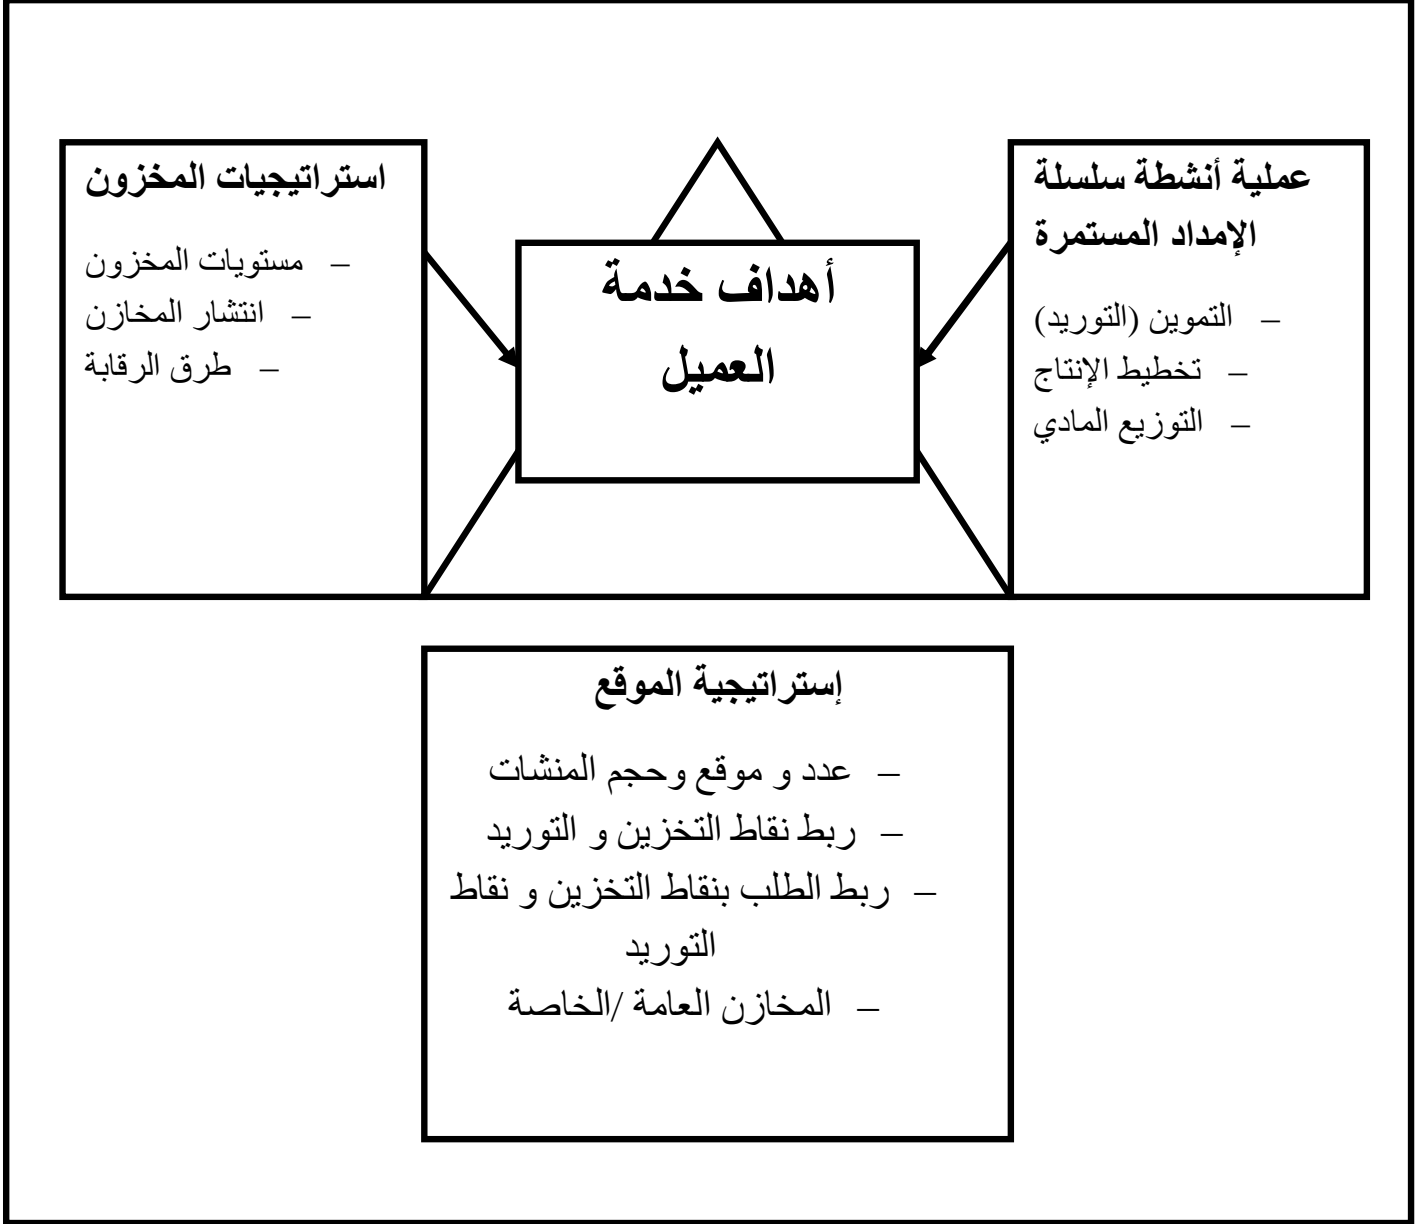 عملية أنشطة سلسلة
الإمداد المستمرة
– التموين (التوريد)
– تخطيط الإنتاج
– التوزيع المادي
أهداف خدمة
العميل
استراتيجيات المخزون
– مستويات المخزون
– انتشار المخازن
– طرق الرقابة
إستراتيجية الموقع
– عدد و موقع وحجم المنشات
– ربط نقاط التخزين و التوريد
– ربط الطلب بنقاط التخزين و نقاط
التوريد
– المخازن العامة /الخاصة